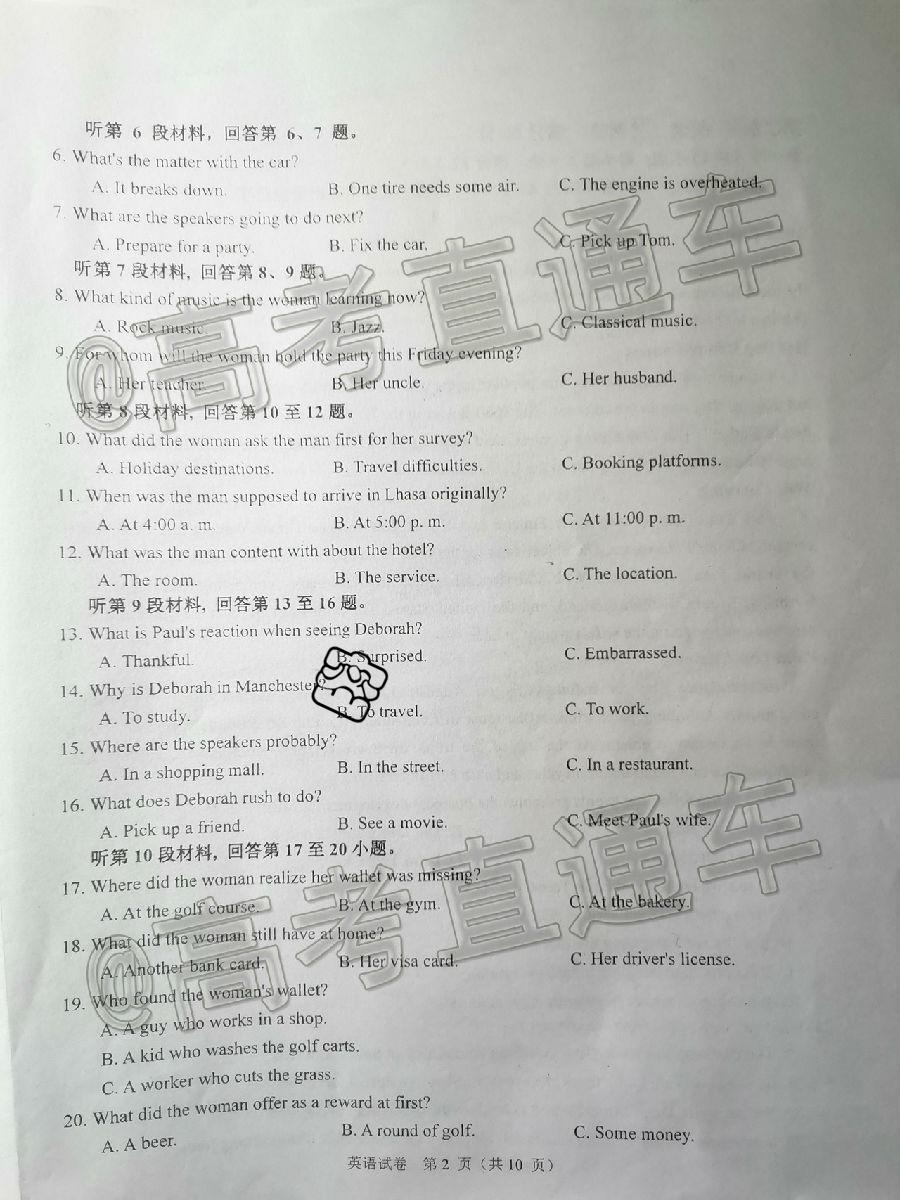 听第 6 段材料，回答第 6、7 题。
6. What's the matter with the car?
A. It breaks down. B. One tire needs some air. C. The engine is overheated.
7. What are the speakers going to do next?
A. Prepare for a party. B. Fix the car. C. Pick up Tom.
听第 7 段材料, 回答第 8、9 题。
8. What kind of music is the woman learning now?
A. Rock music. B. Jazz. C. Classical music.
9. For whom will the woman hold the party this Friday evening?
A. Her teacher. B. Her uncle. C. Her husband.
听第 8 段材料, 回答第 10 至 12 题。
10. What did the woman ask the man first for her survey?
A. Holiday destinations. B. Travel difficulties. C. Booking platforms.
11. When was the man supposed to arrive in Lhasa originally?
A. At 4:00 a. m. B. At 5:00 p. m. C. At 11:00 p. m.
12. What was the man content with about the hotel?
A. The room. B. The service. C. The location.
听第 9 段材料, 回答第 13 至 16 题。
13. What is Paul's reaction when seeing Deborah?
A. Thankful. B. Surprised. C. Embarrassed.
14. Why is Deborah in Manchester?
A. To study. B. To travel. C. To work.
15. Where are the speakers probably?
A. In a shopping mall. B. In the street. C. In a restaurant.
16. What does Deborah rush to do?
A. Pick up a friend. B. See a movie. C. Meet Paul's wife.
听第 10 段材料, 回答第 17 至 20 小题。
17. Where did the woman realize her wallet was missing?
A. At the golf course. B. At the gym. C. At the bakery.
18. What did the woman still have at home?
A. Another bank card. B. Her visa card. C. Her driver's license.
19. Who found the woman's wallet?
A. A guy who works in a shop.
B. A kid who washes the golf carts.
C. A worker who cuts the grass.
20. What did the woman offer as a reward at first?
A. A beer. B. A round of golf. C. Some money.
英语试卷 第 2 页（共 10 页）
@高考直通车
@高考直通车